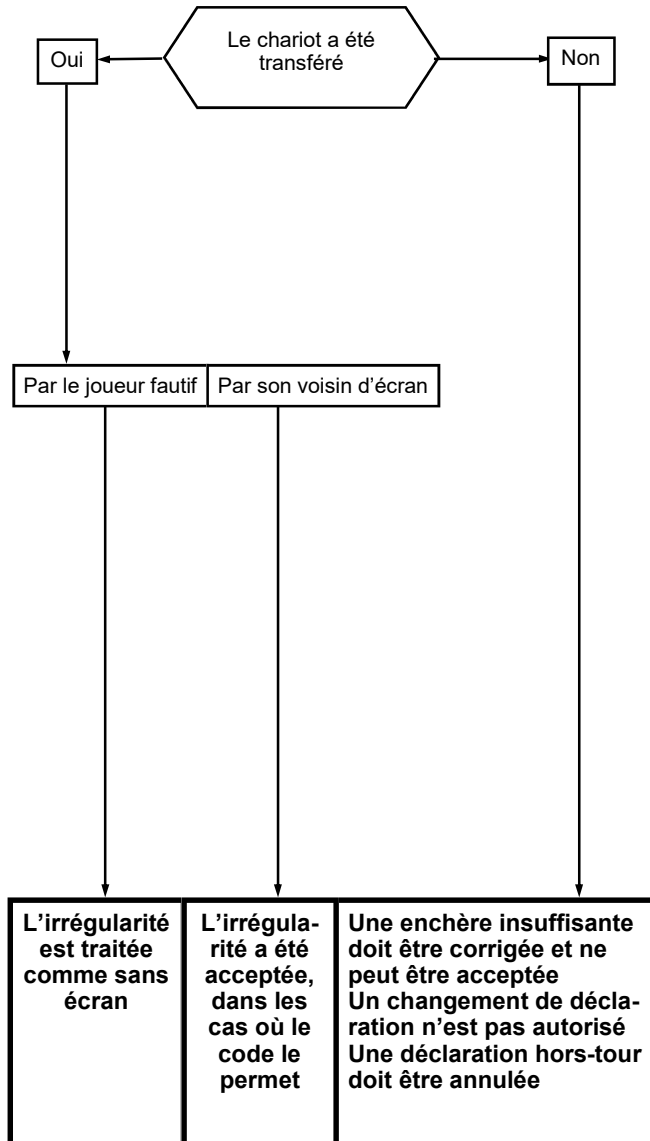 Le chariot a été
transféré
Oui
Non
Par le joueur fautif
Par son voisin d'écran
L'irrégularité
est traitée
comme sans
écran
L'irrégula-
rité a été
acceptée,
dans les
cas où le
code le
permet
Une enchère insuffisante
doit être corrigée et ne
peut être acceptée
Un changement de décla-
ration n'est pas autorisé
Une déclaration hors-tour
doit être annulée